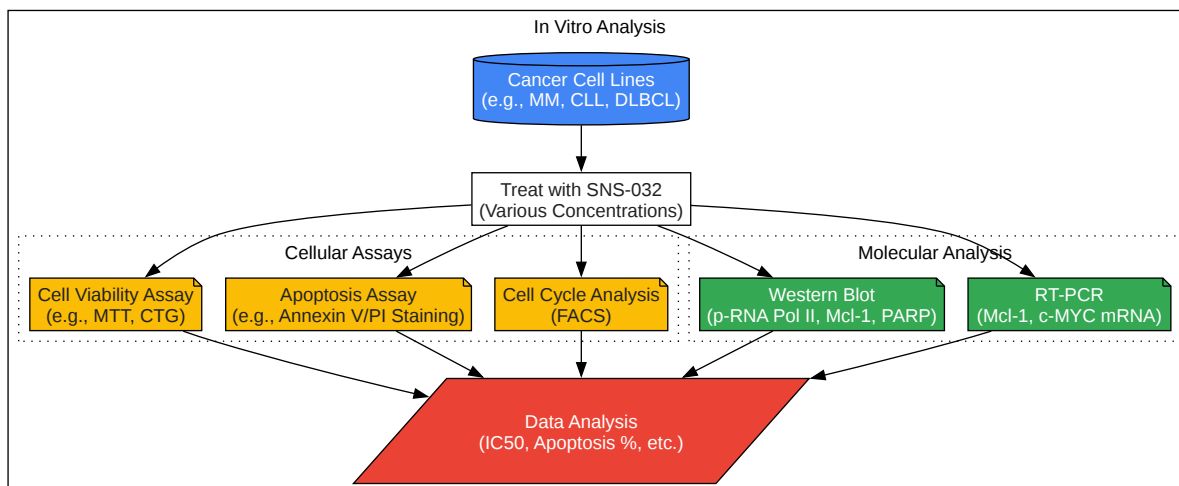 In Vitro Analysis
Cancer Cell Lines
(e.g., MM, CLL, DLBCL)
Treat with SNS-032
(Various Concentrations)
Cellular Assays
Molecular Analysis
Cell Viability Assay
(e.g., MTT, CTG)
Apoptosis Assay
(e.g., Annexin V/PI Staining)
Cell Cycle Analysis
(FACS)
Western Blot
(p-RNA Pol II, Mcl-1, PARP)
RT-PCR
(Mcl-1, c-MYC mRNA)
Data Analysis
(IC50, Apoptosis %, etc.)